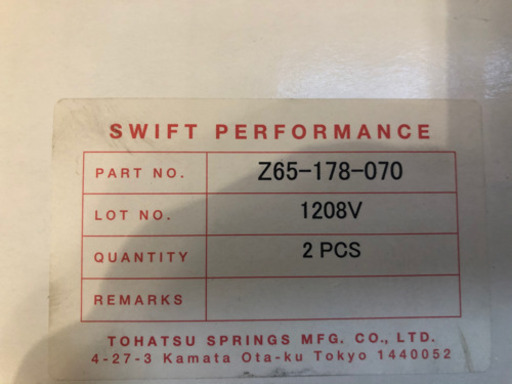 SWIFT PERFORMANCE
PART NO. Z65-178-070
LOT NO. 1208V
QUANTITY 2 PCS
REMARKS
TOHATSU SPRINGS MFG. CO., LTD.
4-27-3 Kamata Ota-ku Tokyo 1440052